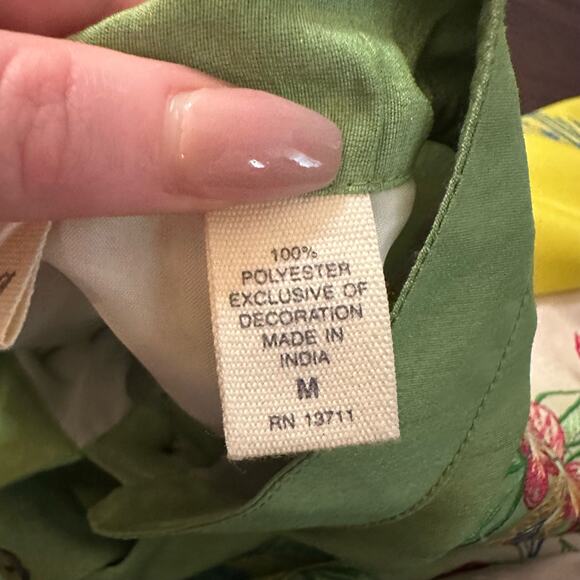 100%
POLYESTER
EXCLUSIVE OF
DECORATION
MADE IN
INDIA
M
RN 13711